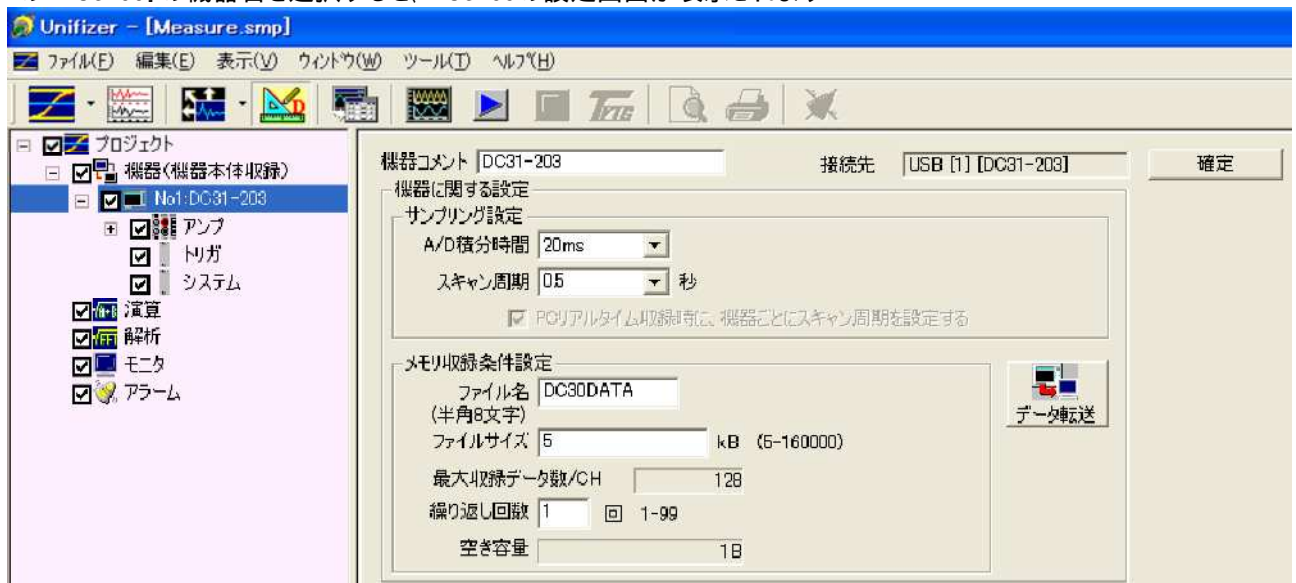 Unifizer - [Measure.smp]
ファイル(F) 編集(E) 表示(V) ウィンドウ(W) ツール(T) ヘルプ(H)
プロジェクト
機器(機器本体収録)
No1:DC31-203
アンプ
トリガ
システム
演算
解析
モニタ
アラーム
機器コメント DC31-203 接続先 USB [1] [DC31-203] 確定
機器に関する設定
サンプリング設定
A/D積分時間 20ms
スキャン周期 0.5 秒
PCリアルタイム収録時に、機器ごとにスキャン周期を設定する
メモリ収録条件設定
ファイル名 DC30DATA
(半角8文字)
データ転送
ファイルサイズ 5 kB (5-160000)
最大収録データ数/CH 128
繰り返し回数 1 回 1-99
空き容量 1B